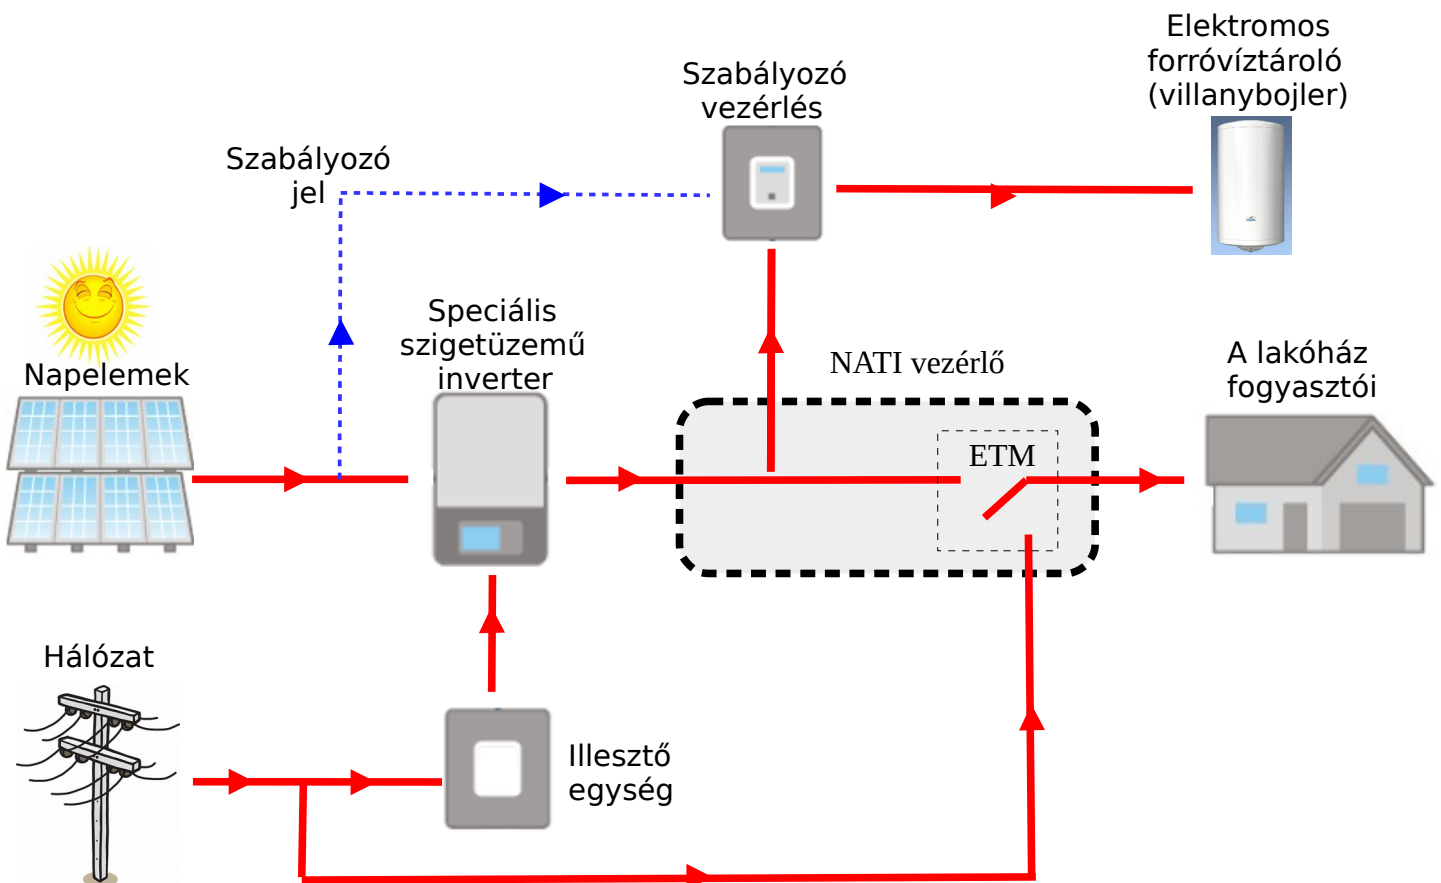 Elektromos
forróvíztároló
(villanybojler)
Szabályozó
vezérlés
Szabályozó
jel
Speciális
szigetüzemű
inverter
NATI vezérlő
A lakóház
fogyasztói
Napelemek
ETM
Hálózat
Illesztő
egység